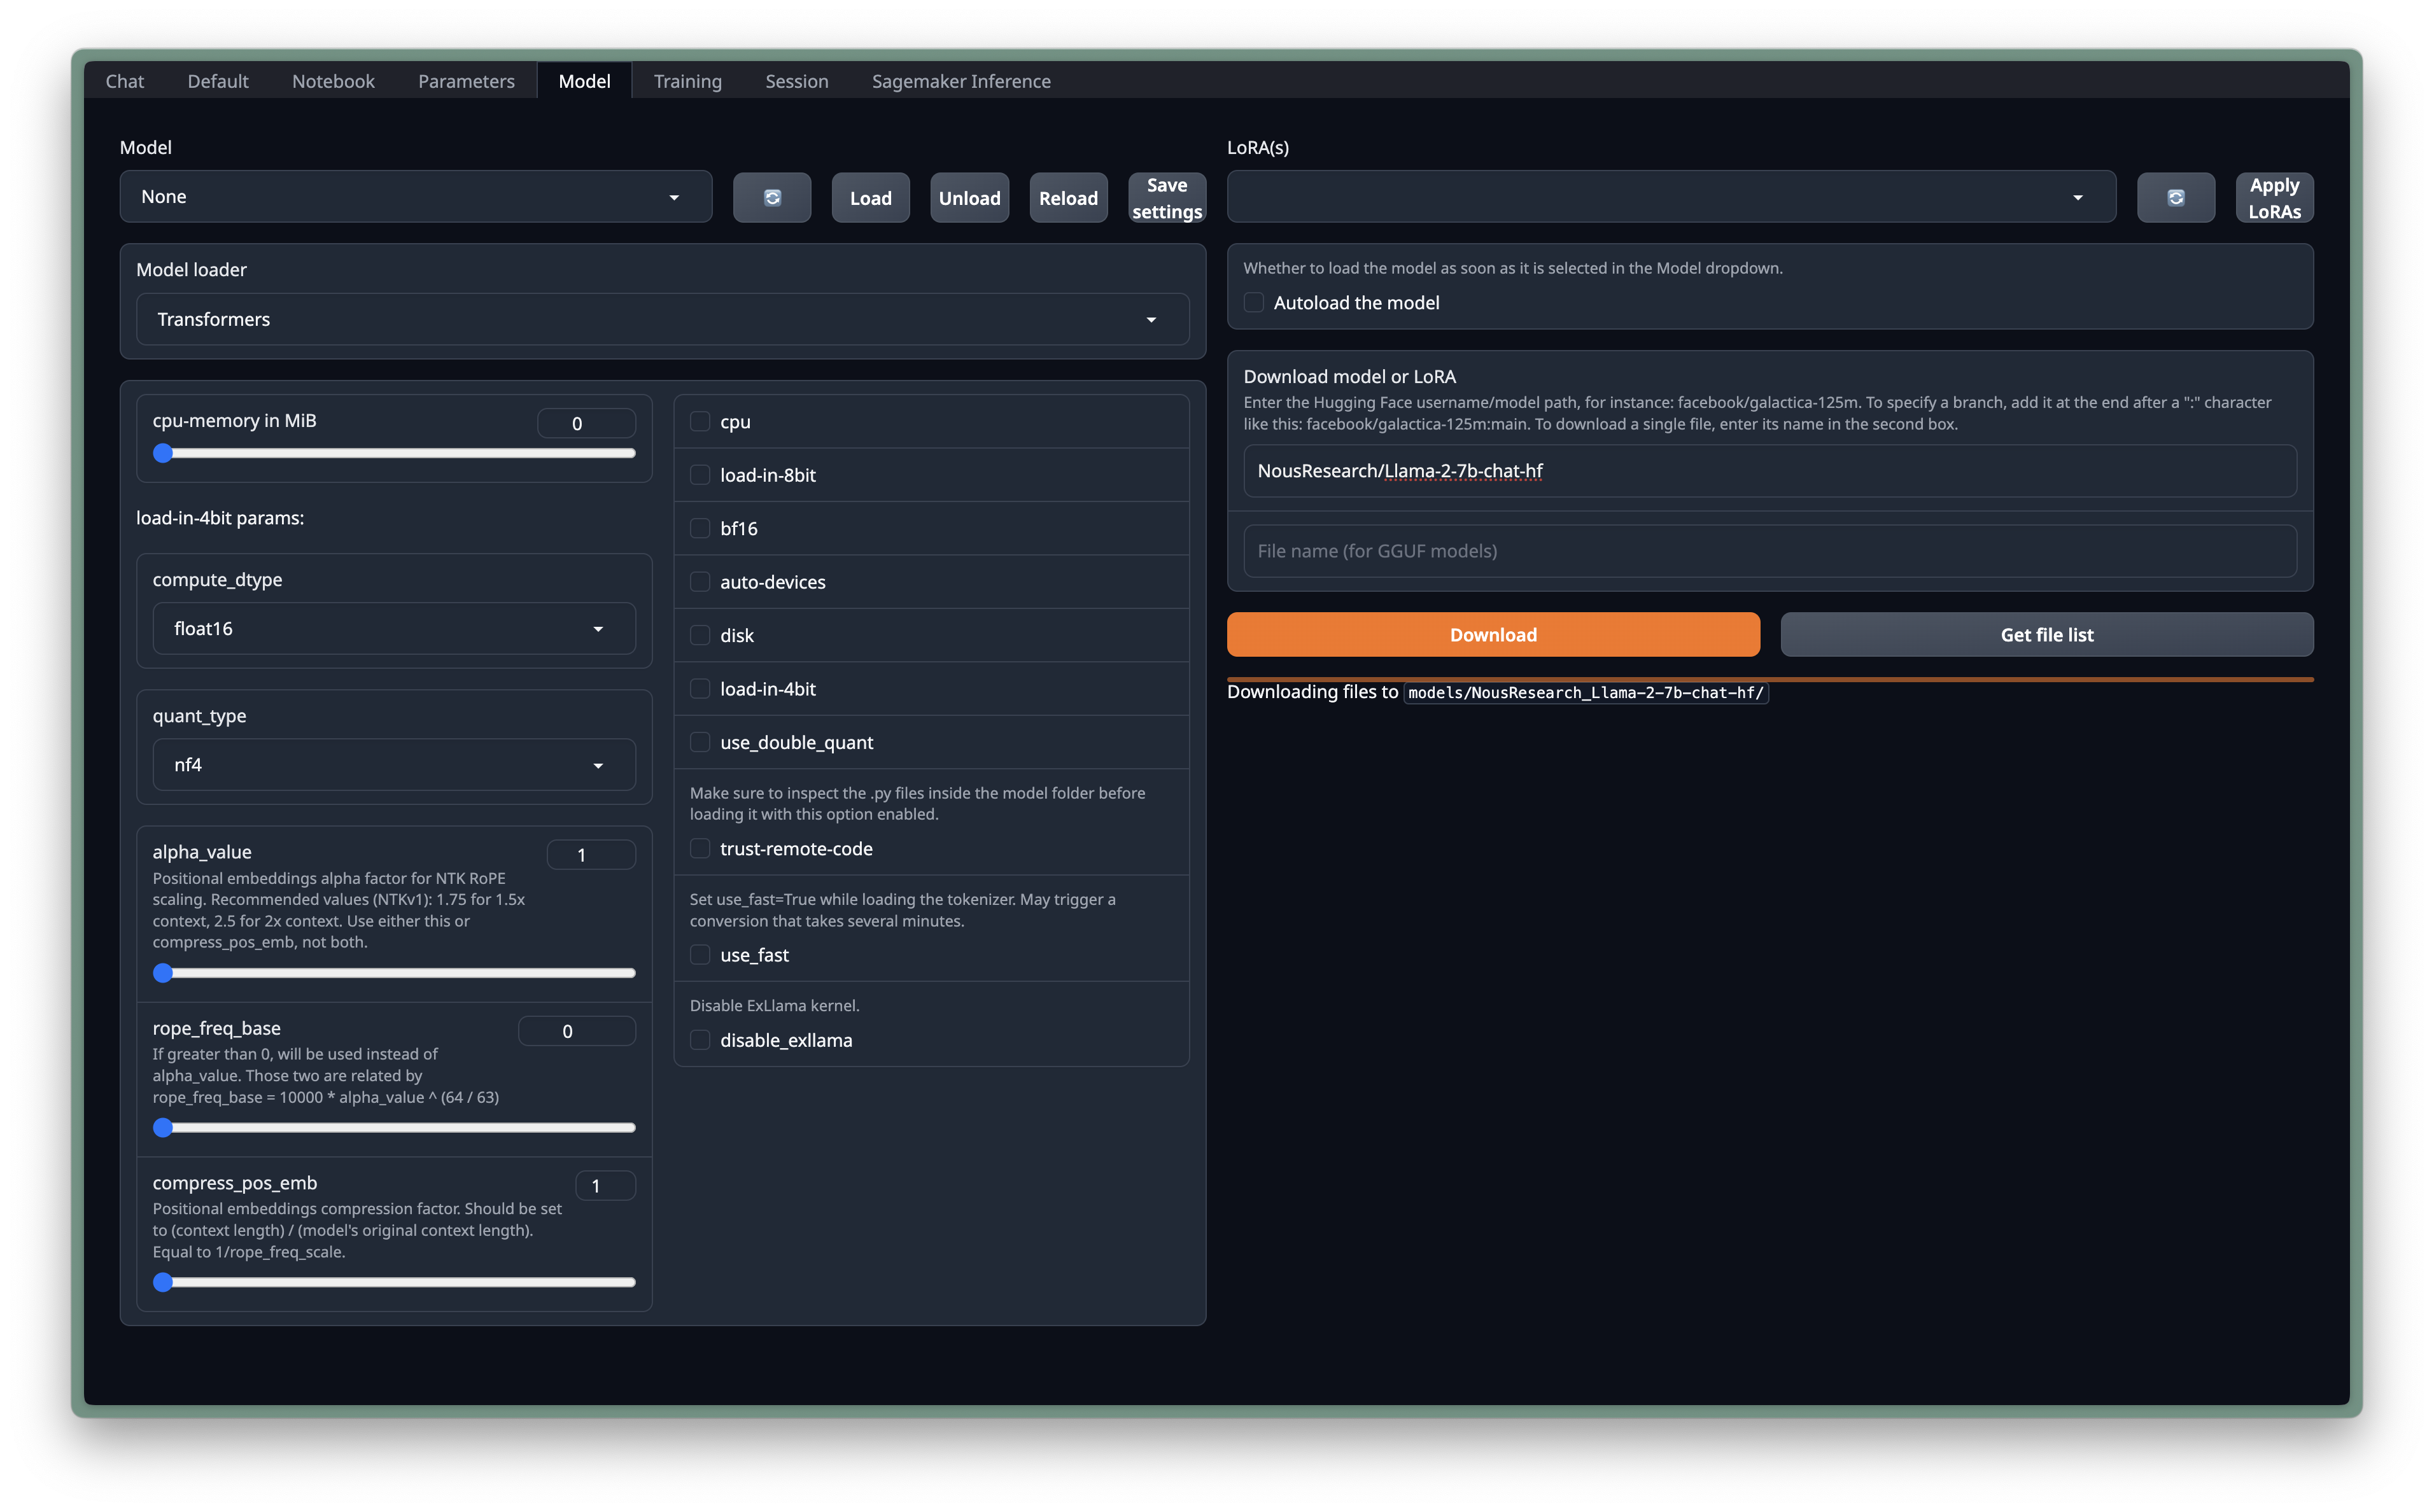 Chat Default Notebook Parameters Model Training Session Sagemaker Inference
Model
None
Load
Unload
Reload
Save
settings
Model loader
Transformers
cpu-memory in MiB
0
load-in-4bit params:
compute_dtype
float16
quant_type
nf4
alpha_value
1
Positional embeddings alpha factor for NTK RoPE
scaling. Recommended values (NTKv1): 1.75 for 1.5x
context, 2.5 for 2x context. Use either this or
compress_pos_emb, not both.
rope_freq_base
0
If greater than 0, will be used instead of
alpha_value. Those two are related by
rope_freq_base = 10000 * alpha_value ^ (64 / 63)
compress_pos_emb
1
Positional embeddings compression factor. Should be set
to (context length) / (model's original context length).
Equal to 1/rope_freq_scale.
cpu
load-in-8bit
bf16
auto-devices
disk
load-in-4bit
use_double_quant
Make sure to inspect the .py files inside the model folder before
loading it with this option enabled.
trust-remote-code
Set use_fast=True while loading the tokenizer. May trigger a
conversion that takes several minutes.
use_fast
Disable ExLlama kernel.
disable_exllama
LoRA(s)
Apply
LoRAs
Whether to load the model as soon as it is selected in the Model dropdown.
Autoload the model
Download model or LoRA
Enter the Hugging Face username/model path, for instance: facebook/galactica-125m. To specify a branch, add it at the end after a ":" character
like this: facebook/galactica-125m:main. To download a single file, enter its name in the second box.
NousResearch/Llama-2-7b-chat-hf
File name (for GGUF models)
Download
Get file list
Downloading files to models/NousResearch_Llama-2-7b-chat-hf/